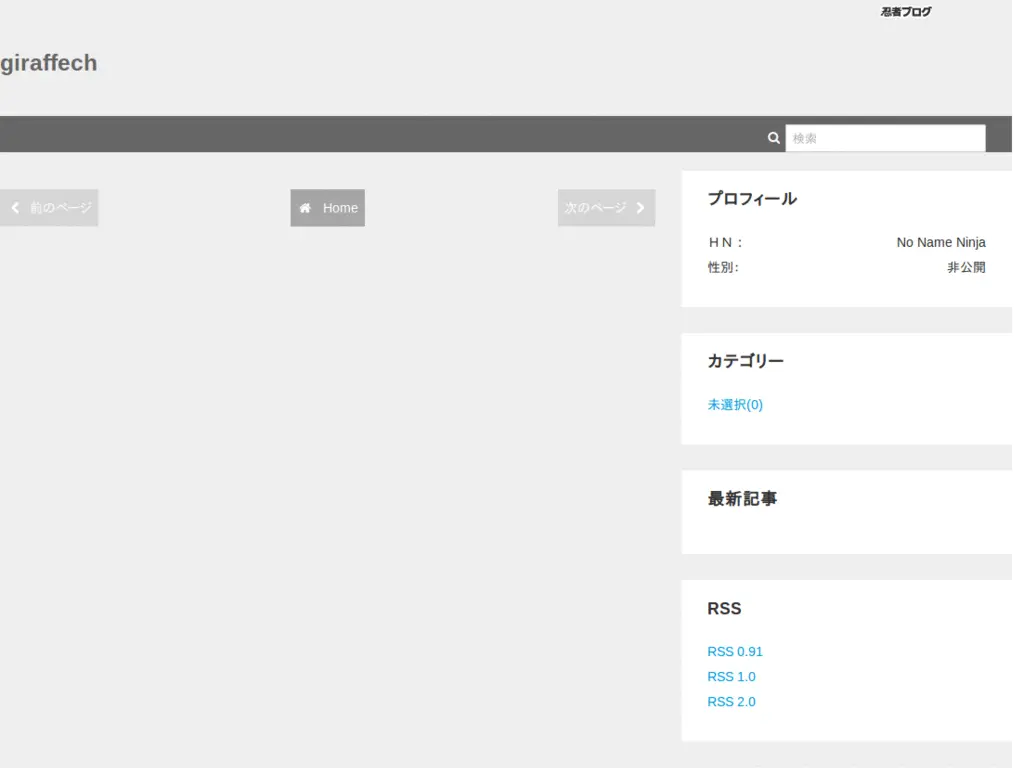 忍者ブログ
giraffech
検索
前のページ
Home
次のページ
プロフィール
ＨＮ： No Name Ninja
性別： 非公開
カテゴリー
未選択(0)
最新記事
RSS
RSS 0.91
RSS 1.0
RSS 2.0